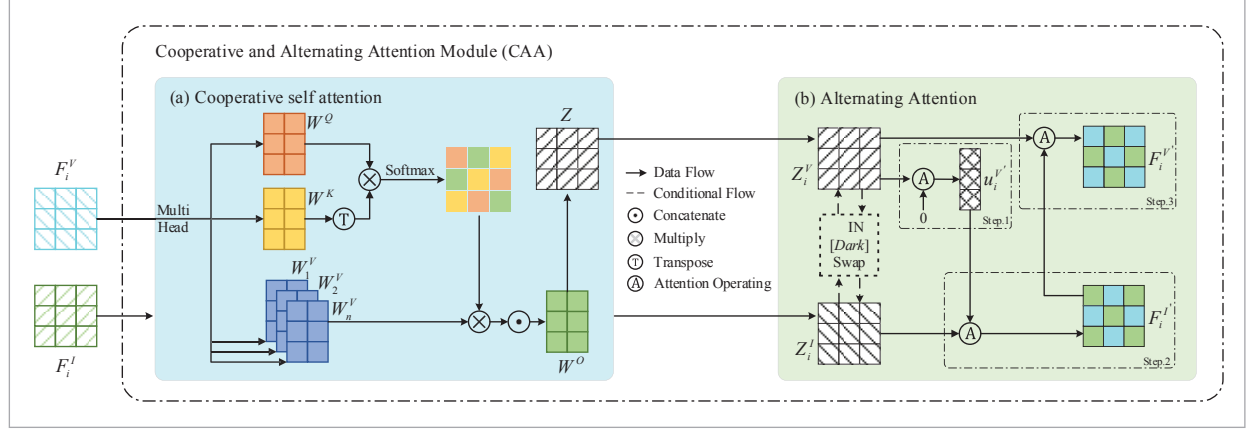 Cooperative and Alternating Attention Module (CAA)
(a) Cooperative self attention
(b) Alternating Attention
F_i^V
F_i^I
Multi
Head
W^Q
W^K
W_1^V
W_2^V
W_n^V
T
Softmax
Z
W^O
Data Flow
Conditional Flow
Concatenate
Multiply
T
Transpose
A
Attention Operating
Z_i^V
Z_i^I
IN
[Dark]
Swap
A
0
u_i^{V'}
Step.1
A
F_i^{V'}
Step.3
A
F_i^{I'}
Step.2